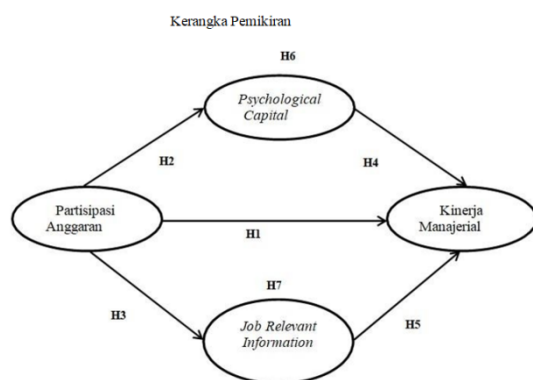 Kerangka Pemikiran
H6
Psychological
Capital
H2
H4
Partisipasi
Anggaran
Kinerja
Manajerial
H1
H7
H3
Job Relevant
Information
H5